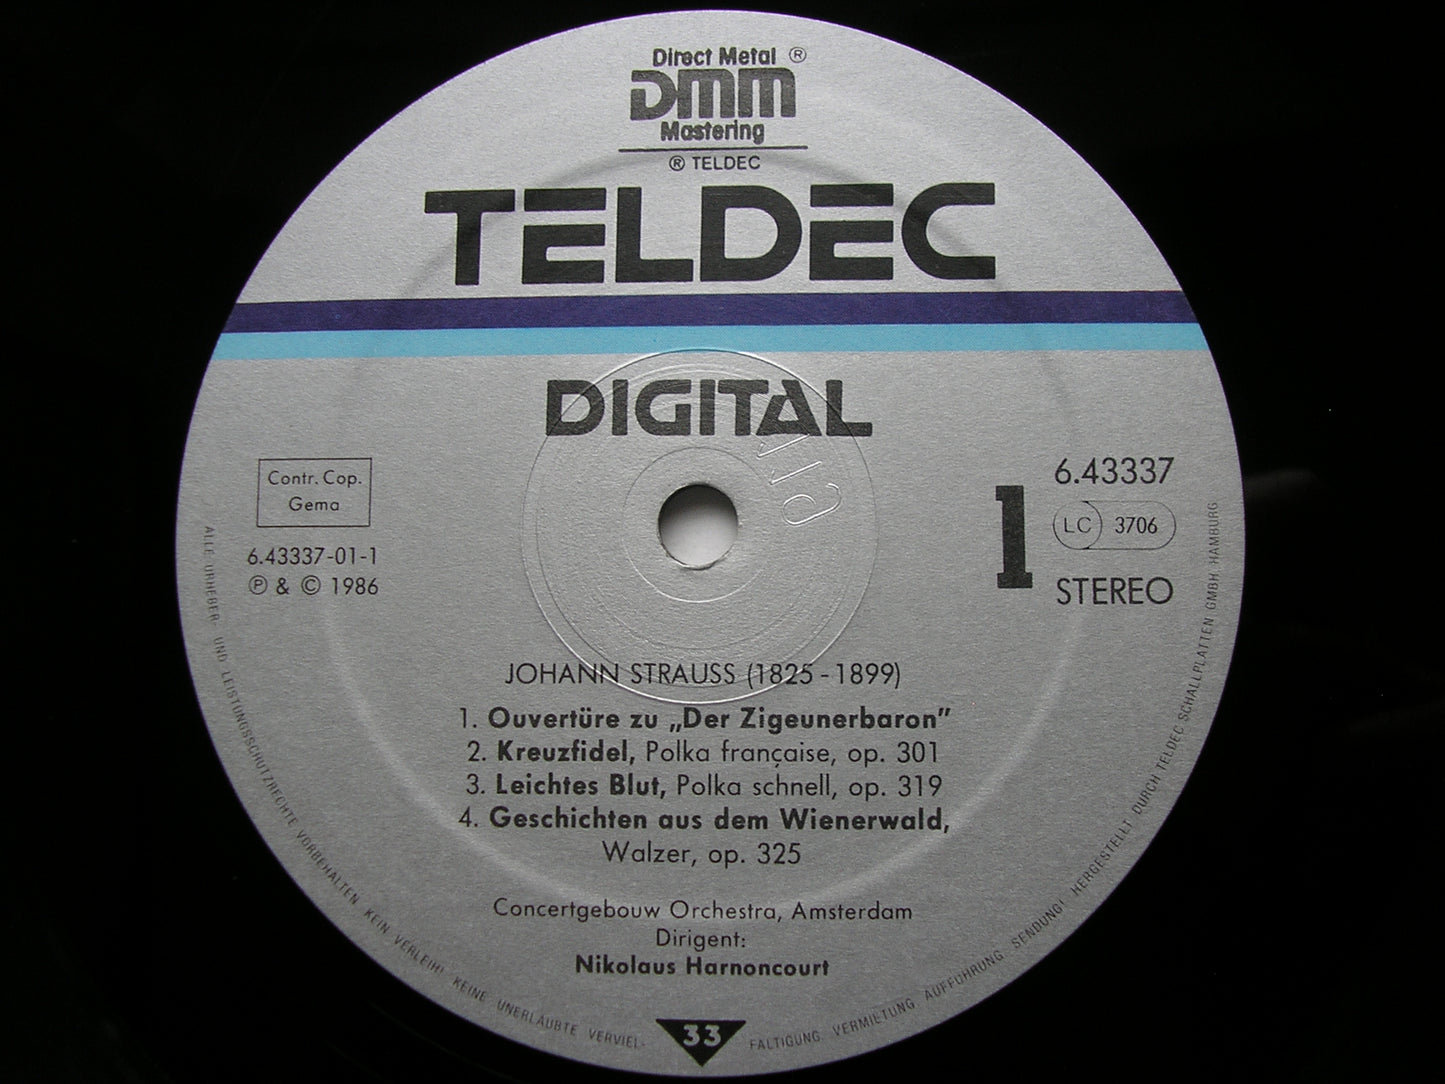 Direct Metal ®
DMM
Mastering
® TELDEC
TELDEC
DIGITAL
Contr. Cop.
Gema
6.43337-01-1
Ⓟ & © 1986
6.43337
1
LC 3706
STEREO
JOHANN STRAUSS (1825 - 1899)
1. Ouvertüre zu „Der Zigeunerbaron”
2. Kreuzfidel, Polka française, op. 301
3. Leichtes Blut, Polka schnell, op. 319
4. Geschichten aus dem Wienerwald,
Walzer, op. 325
Concertgebouw Orchestra, Amsterdam
Dirigent:
Nikolaus Harnoncourt
33
ALLE URHEBER- UND LEISTUNGSSCHUTZRECHTE VORBEHALTEN KEIN VERLEIH! KEINE UNERLAUBTE VERVIEL- FALTIGUNG VERMIETUNG AUFFÜHRUNG SENDUNG! HERGESTELLT DURCH TELDEC SCHALLPLATTEN GMBH HAMBURG